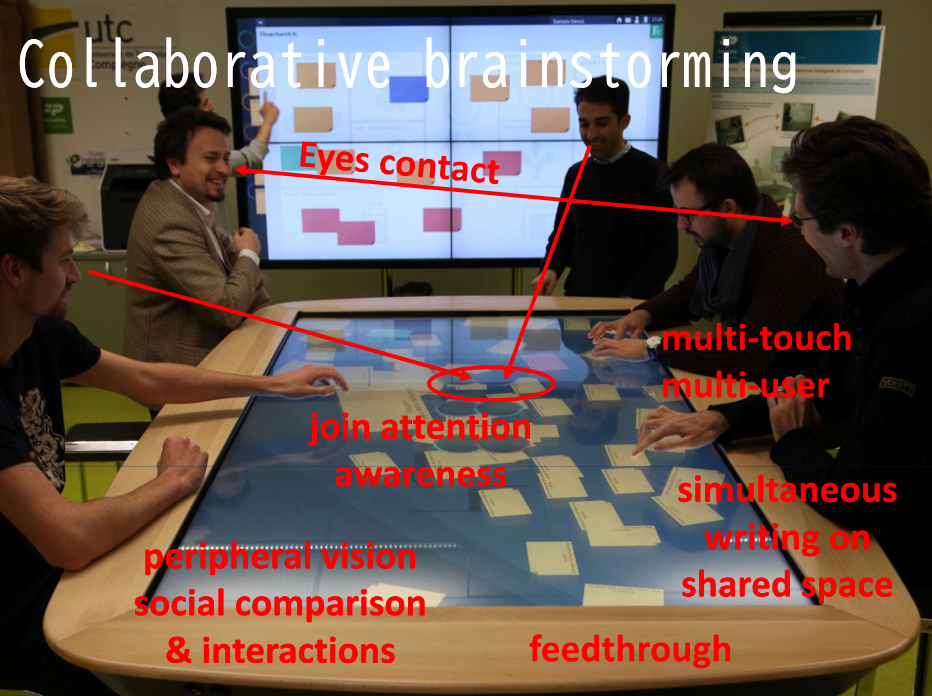 Collaborative brainstorming
utc
Eyes contact
multi-touch
multi-user
join attention
awareness
simultaneous
writing on
shared space
peripheral vision
social comparison
& interactions
feedthrough